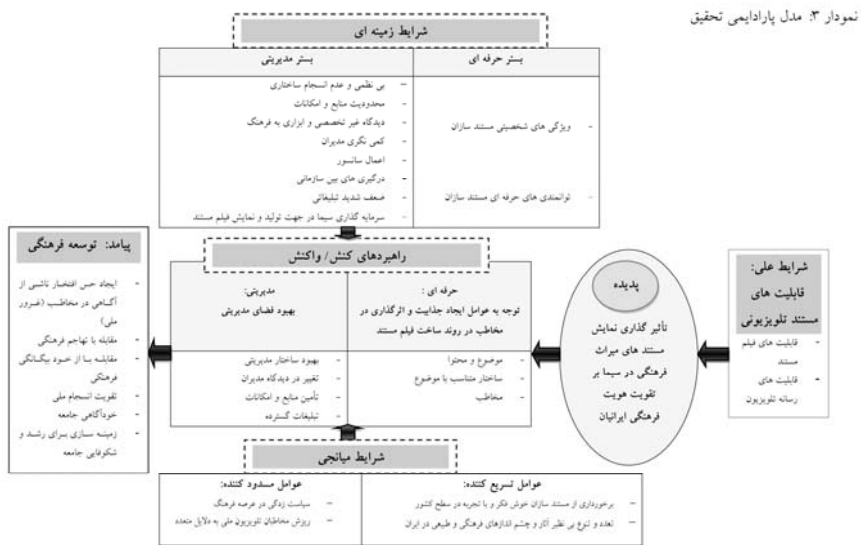 نمودار ۳: مدل پارادایمی تحقیق
شرایط زمینه ای
بستر حرفه ای
- ویژگی های شخصیتی مستند سازان
- توانمندی های حرفه ای مستند سازان
بستر مدیریتی
- بی نظمی و عدم انسجام ساختاری
- محدودیت منابع و امکانات
- دیدگاه غیر تخصصی و ابزاری به فرهنگ
- کمی نگری مدیران
- اعمال سانسور
- درگیری های بین سازمانی
- ضعف شدید تبلیغاتی
- سرمایه گذاری سیما در جهت تولید و نمایش فیلم مستند
شرایط علی:
قابلیت های
مستند تلویزیونی
- قابلیت های فیلم
مستند
- قابلیت های
رسانه تلویزیون
پدیده
تأثیر گذاری نمایش
مستند های میراث
فرهنگی در سیما بر
تقویت هویت
فرهنگی ایرانیان
راهبردهای کنش/ واکنش
حرفه ای :
توجه به عوامل ایجاد جذابیت و اثرگذاری در
مخاطب در روند ساخت فیلم مستند
- موضوع و محتوا
- ساختار متناسب با موضوع
- مخاطب
مدیریتی:
بهبود فضای مدیریتی
- بهبود ساختار مدیریتی
- تغییر در دیدگاه مدیران
- تأمین منابع و امکانات
- تبلیغات گسترده
پیامد: توسعه فرهنگی
- ایجاد حس افتخار ناشی از
آگاهی در مخاطب (غرور
ملی)
- مقابله با تهاجم فرهنگی
- مقابله با از خود بیگانگی
فرهنگی
- تقویت انسجام ملی
- خودآگاهی جامعه
- زمینه سازی برای رشد و
شکوفایی جامعه
شرایط میانجی
عوامل تسریع کننده:
- برخورداری از مستند سازان خوش فکر و با تجربه در سطح کشور
- تعدد و تنوع بی نظیر آثار و چشم اندازهای فرهنگی و طبیعی در ایران
عوامل مسدود کننده:
- سیاست زدگی در عرصه فرهنگ
- ریزش مخاطبان تلویزیون ملی به دلایل متعدد